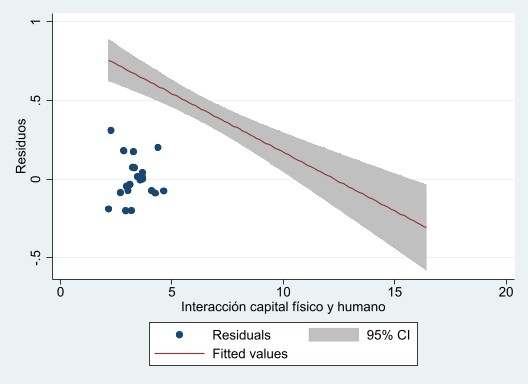 1
.5
0
-.5
Residuos
0 5 10 15 20
Interacción capital físico y humano
Residuals 95% CI
Fitted values